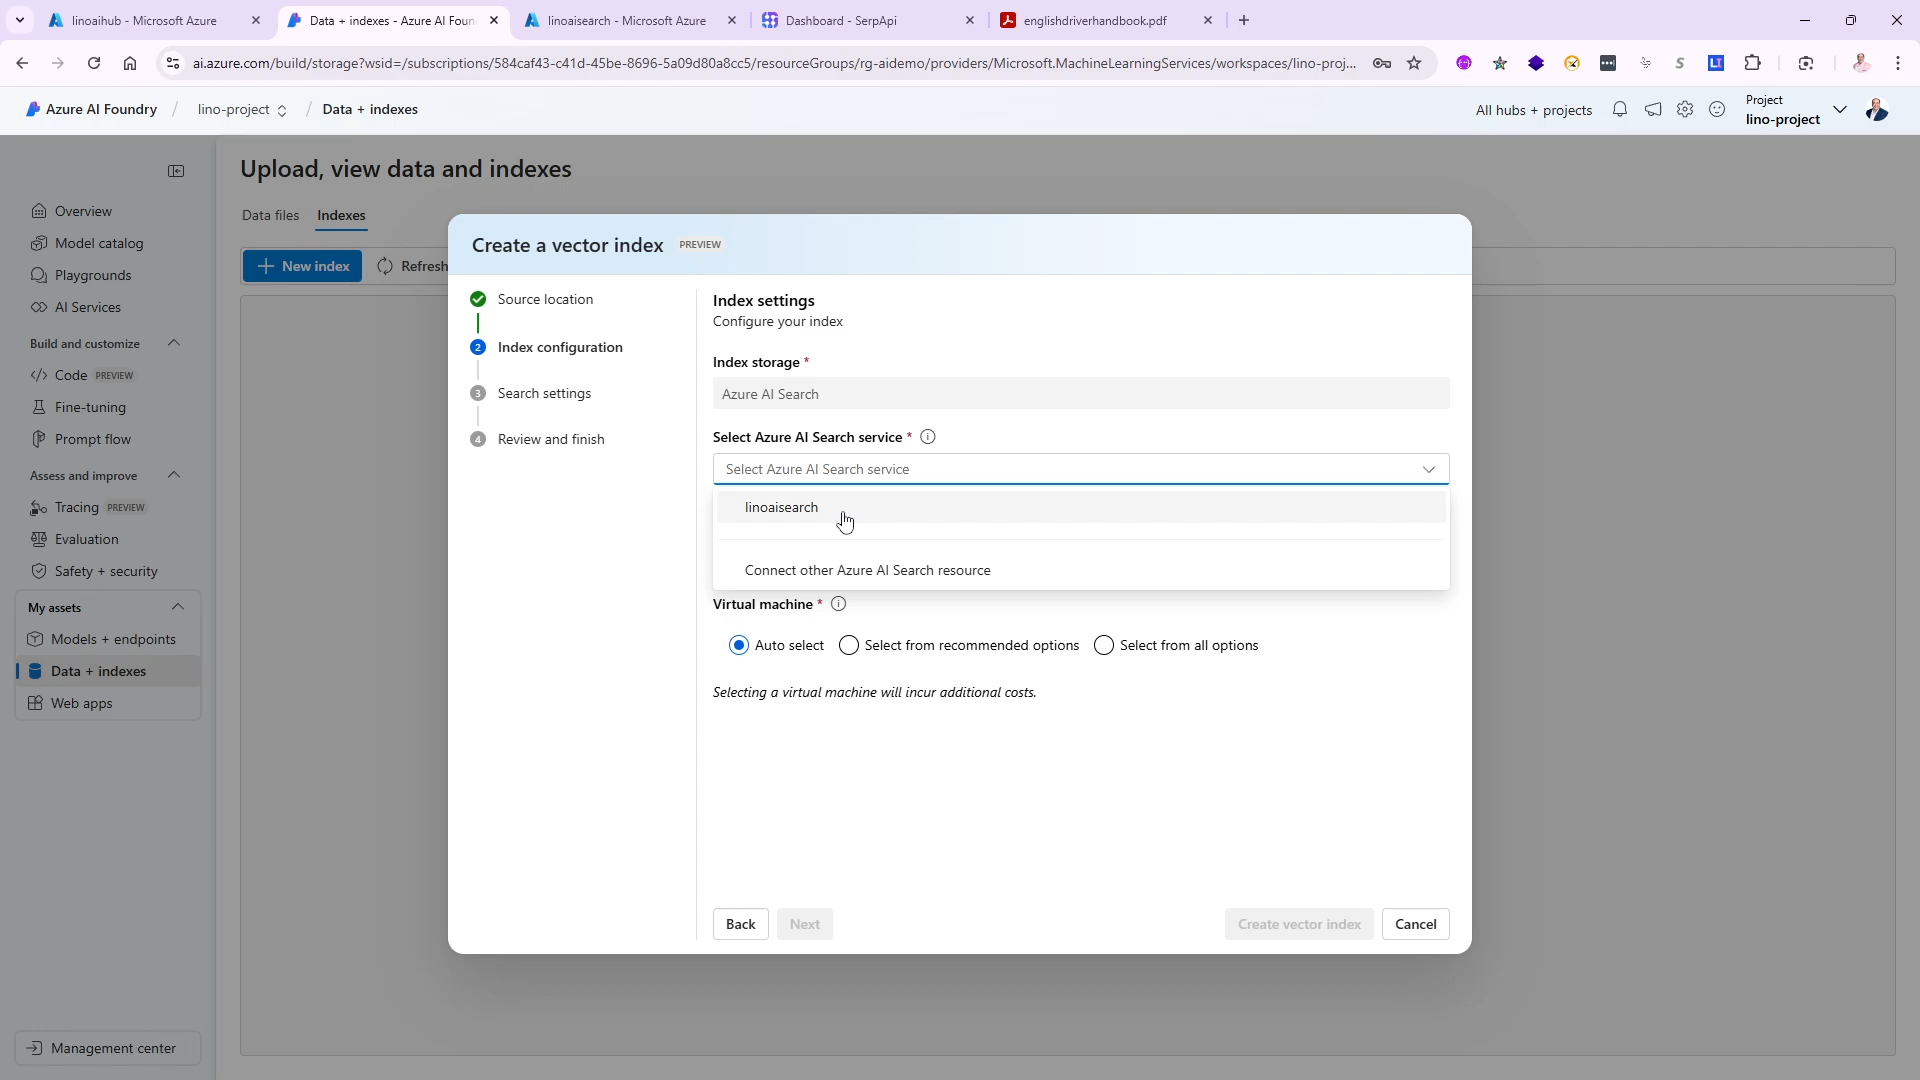 linoaihub - Microsoft Azure
Data + indexes - Azure AI Foun
linoaisearch - Microsoft Azure
Dashboard - SerpApi
englishdriverhandbook.pdf
ai.azure.com/build/storage?wsid=/subscriptions/584caf43-c41d-45be-8696-5a09d80a8cc5/resourceGroups/rg-aidemo/providers/Microsoft.MachineLearningServices/workspaces/lino-proj...
Azure AI Foundry / lino-project / Data + indexes
All hubs + projects
Project
lino-project
Upload, view data and indexes
Data files
Indexes
New index
Refresh
Overview
Model catalog
Playgrounds
AI Services
Build and customize
Code PREVIEW
Fine-tuning
Prompt flow
Assess and improve
Tracing PREVIEW
Evaluation
Safety + security
My assets
Models + endpoints
Data + indexes
Web apps
Management center
Create a vector index PREVIEW
Source location
2 Index configuration
3 Search settings
4 Review and finish
Index settings
Configure your index
Index storage *
Azure AI Search
Select Azure AI Search service *
Select Azure AI Search service
linoaisearch
Connect other Azure AI Search resource
Virtual machine *
Auto select
Select from recommended options
Select from all options
Selecting a virtual machine will incur additional costs.
Back
Next
Create vector index
Cancel